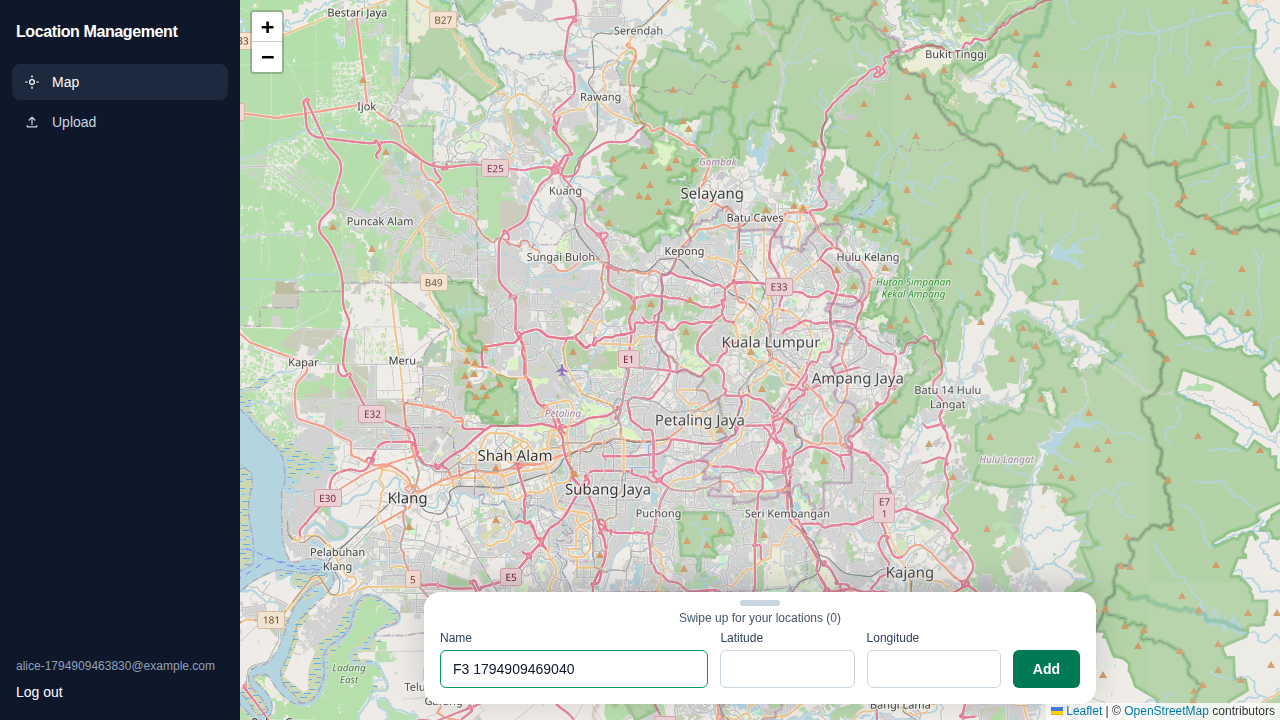 Location Management
Map
Upload
alice-1794909463830@example.com
Log out
+
−
Bestari Jaya
B27
Serendah
Bukit Tinggi
Ijok
Rawang
E25
Gombak
Kuang
Selayang
Puncak Alam
Batu Caves
Sungai Buloh
Kepong
Hulu Kelang
B49
E33
Hutan Simpanan
Kekal Ampang
Kuala Lumpur
Kapar
Meru
E1
Ampang Jaya
Batu 14 Hulu
Langat
E32
Petaling
Petaling Jaya
Shah Alam
Hulu Langat
Subang Jaya
E30
Klang
Puchong
Seri Kembangan
E7
1
Pelabuhan
Klang
5
E5
Kajang
181
Ladang
East
Swipe up for your locations (0)
Name
Latitude
Longitude
F3 1794909469040
Add
Leaflet | © OpenStreetMap contributors